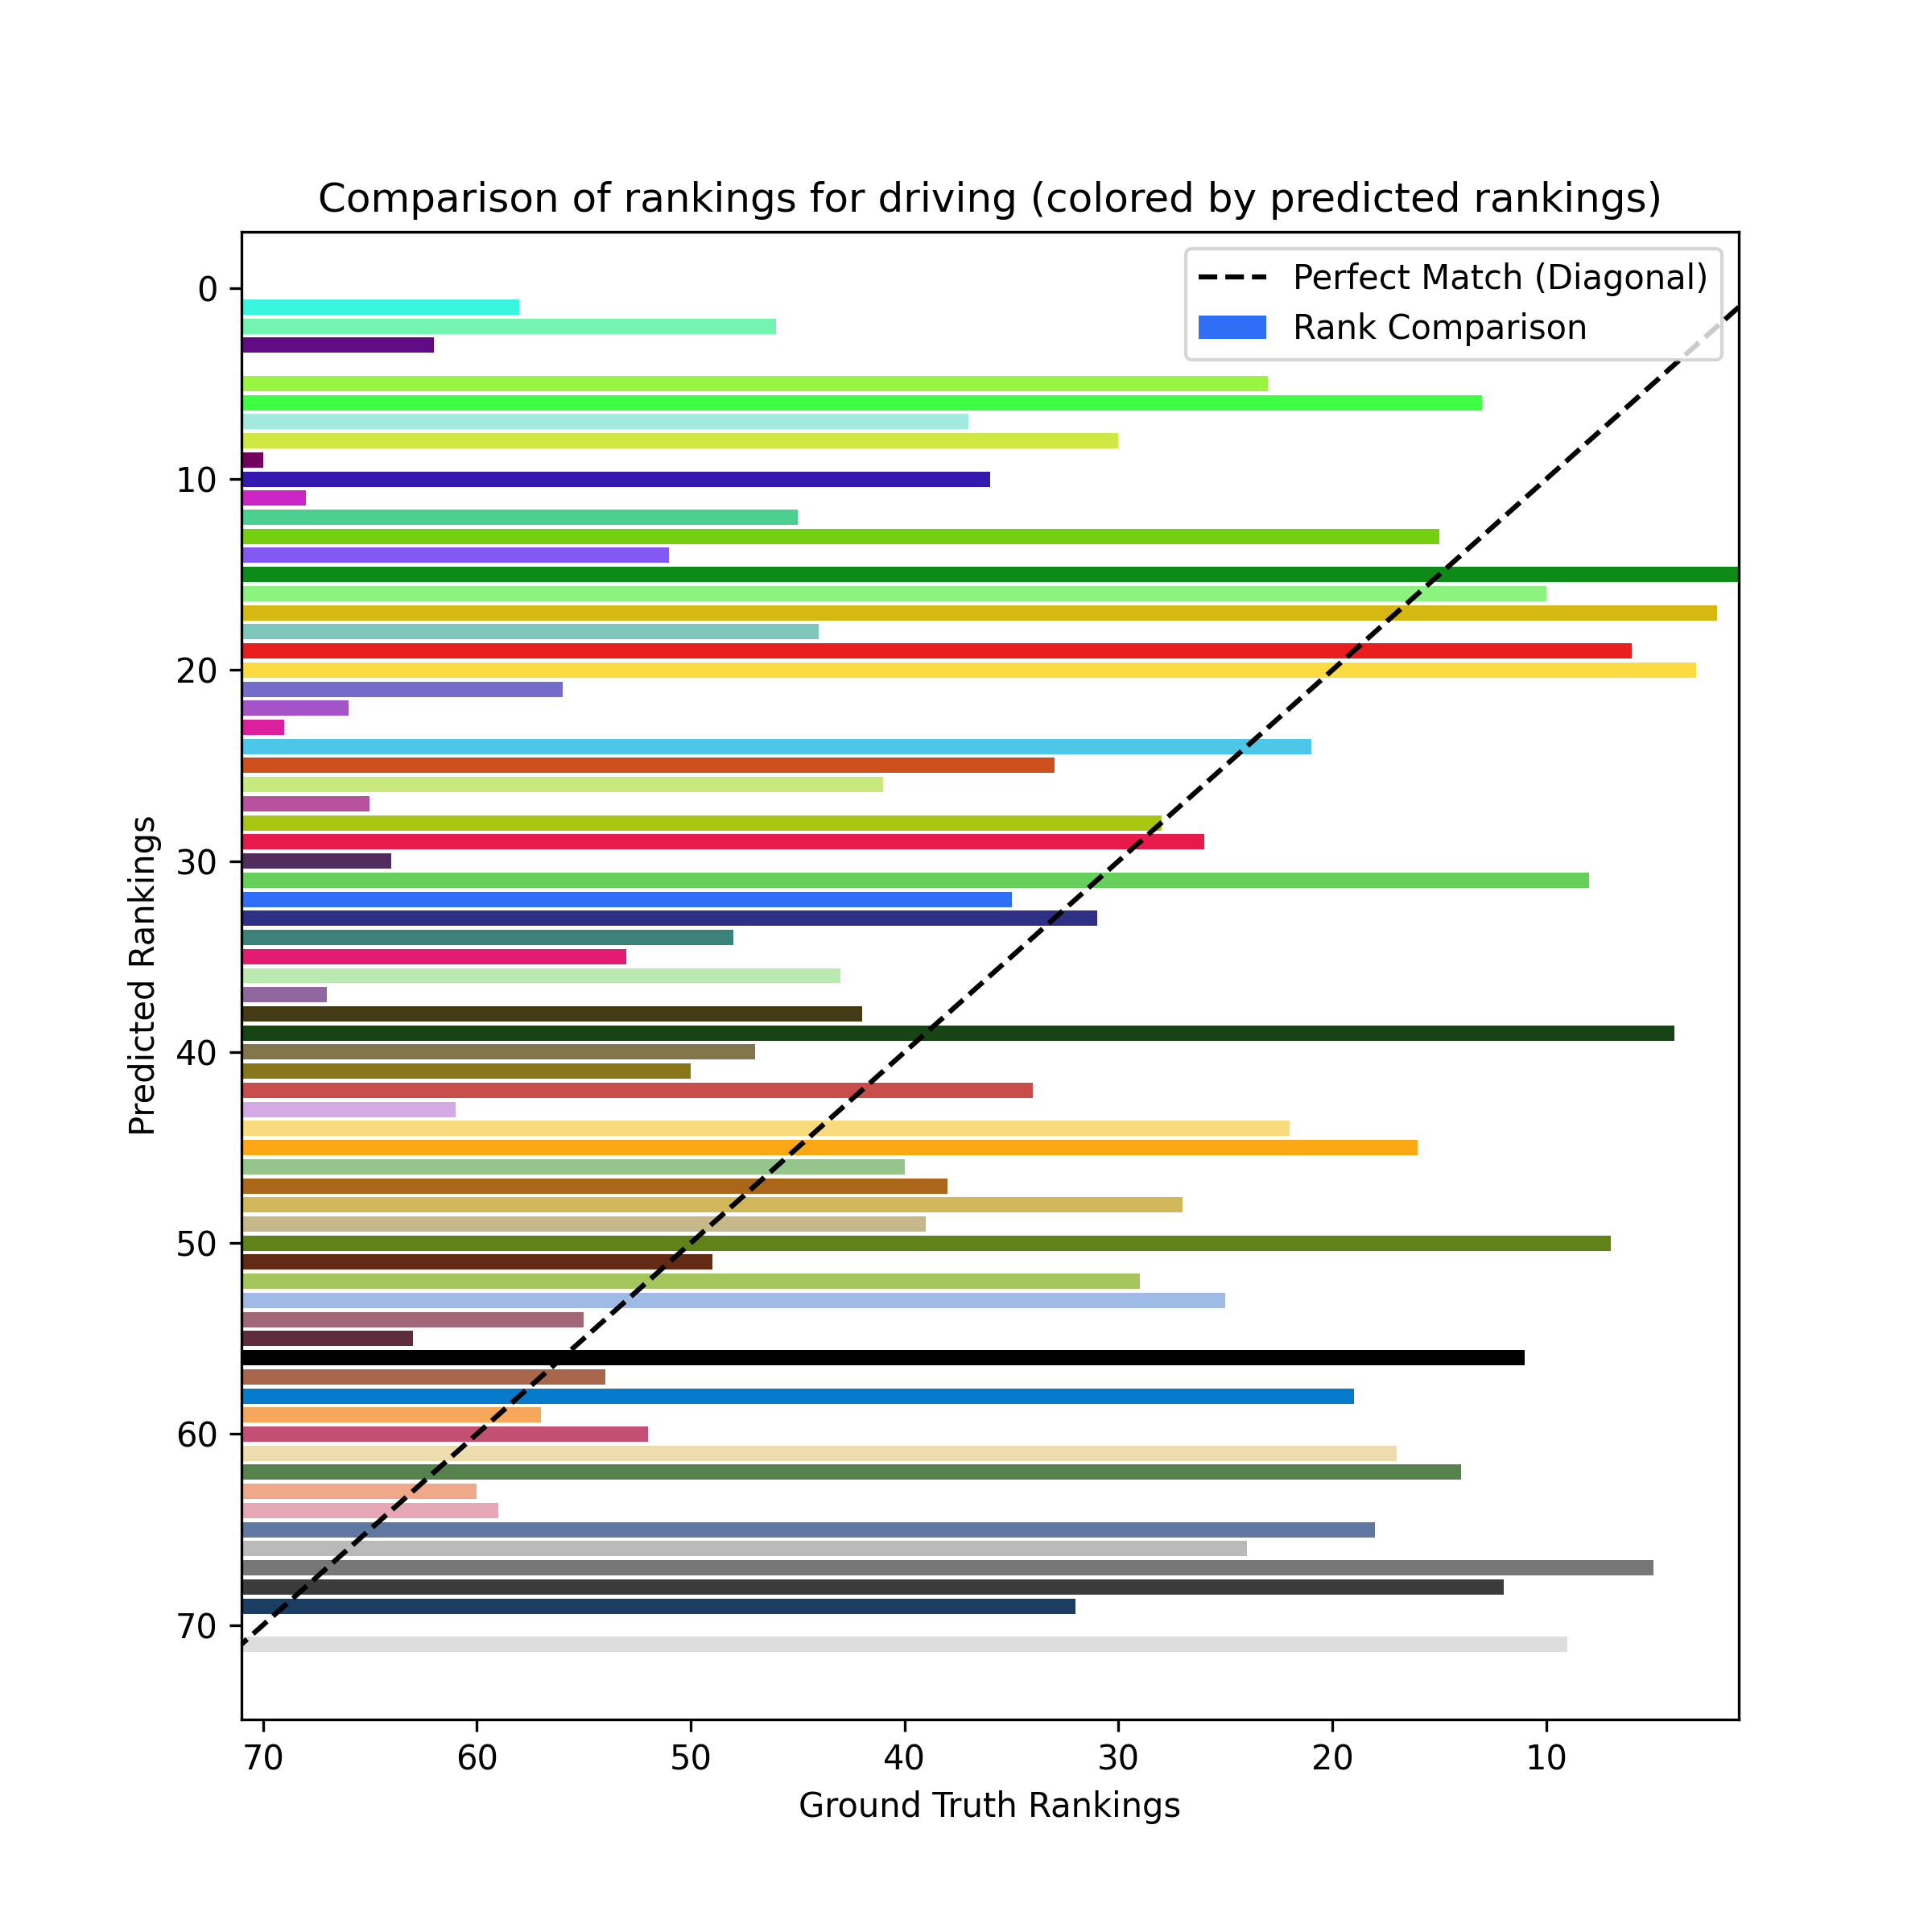 Comparison of rankings for driving (colored by predicted rankings)
Perfect Match (Diagonal)
Rank Comparison
0
10
20
30
40
50
60
70
Predicted Rankings
70 60 50 40 30 20 10
Ground Truth Rankings